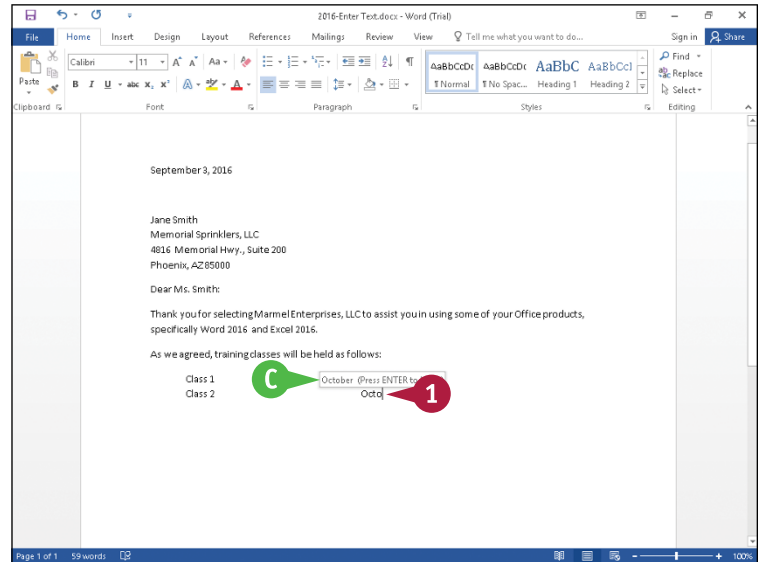 2016-Enter Text.docx - Word (Trial)
File Home Insert Design Layout References Mailings Review View Tell me what you want to do... Sign in Share
Paste
Calibri 11 A A Aa
B I U abc X₂ X² A A
AaBbCcDc AaBbCcDc AaBbC AaBbCcI
¶ Normal ¶ No Spac... Heading 1 Heading 2
Find
Replace
Select
Clipboard Font Paragraph Styles Editing
September 3, 2016
Jane Smith
Memorial Sprinklers, LLC
4816 Memorial Hwy., Suite 200
Phoenix, AZ 85000
Dear Ms. Smith:
Thank you for selecting Marmel Enterprises, LLC to assist you in using some of your Office products,
specifically Word 2016 and Excel 2016.
As we agreed, training classes will be held as follows:
Class 1 C October (Press ENTER to
Class 2 Octo 1
Page 1 of 1 59 words 100%